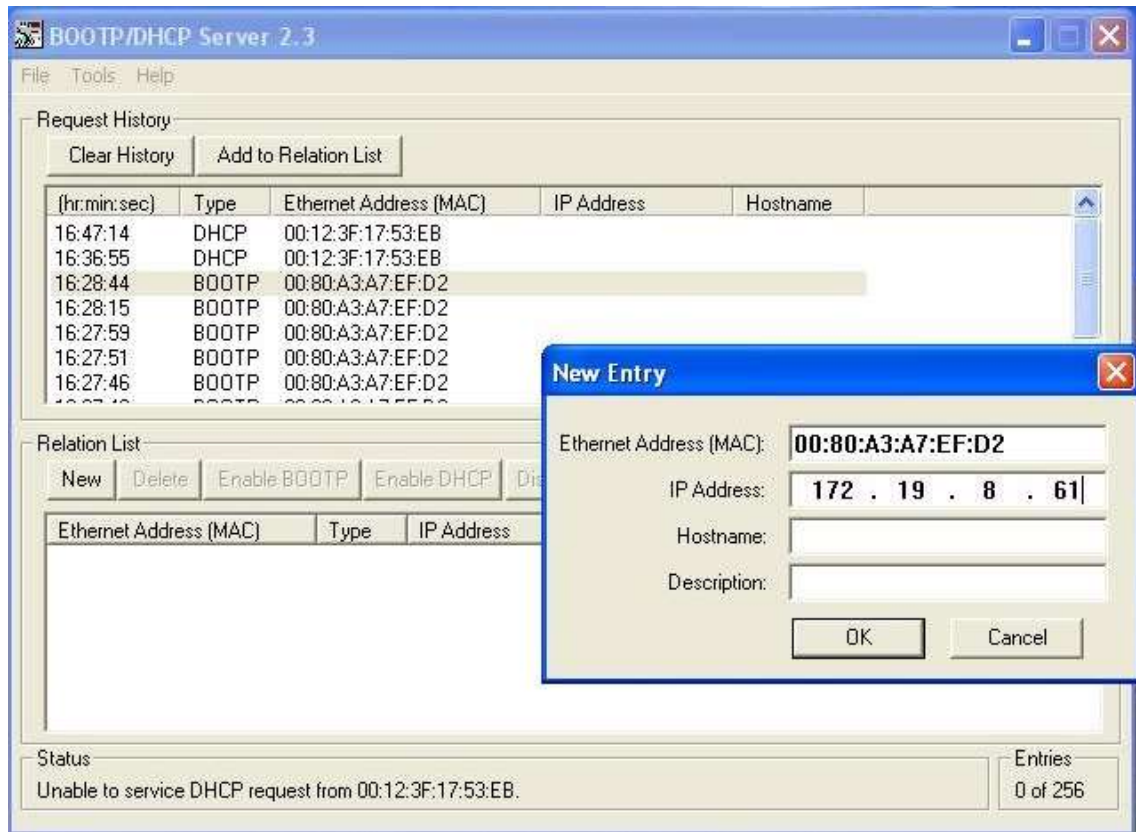 BOOTP/DHCP Server 2.3
File Tools Help
Request History
Clear History Add to Relation List
(hr:min:sec) Type Ethernet Address (MAC) IP Address Hostname
16:47:14 DHCP 00:12:3F:17:53:EB
16:36:55 DHCP 00:12:3F:17:53:EB
16:28:44 BOOTP 00:80:A3:A7:EF:D2
16:28:15 BOOTP 00:80:A3:A7:EF:D2
16:27:59 BOOTP 00:80:A3:A7:EF:D2
16:27:51 BOOTP 00:80:A3:A7:EF:D2
16:27:46 BOOTP 00:80:A3:A7:EF:D2
Relation List
New Delete Enable BOOTP Enable DHCP
Ethernet Address (MAC) Type IP Address
New Entry
Ethernet Address (MAC): 00:80:A3:A7:EF:D2
IP Address: 172 . 19 . 8 . 61
Hostname:
Description:
OK Cancel
Status
Unable to service DHCP request from 00:12:3F:17:53:EB.
Entries
0 of 256